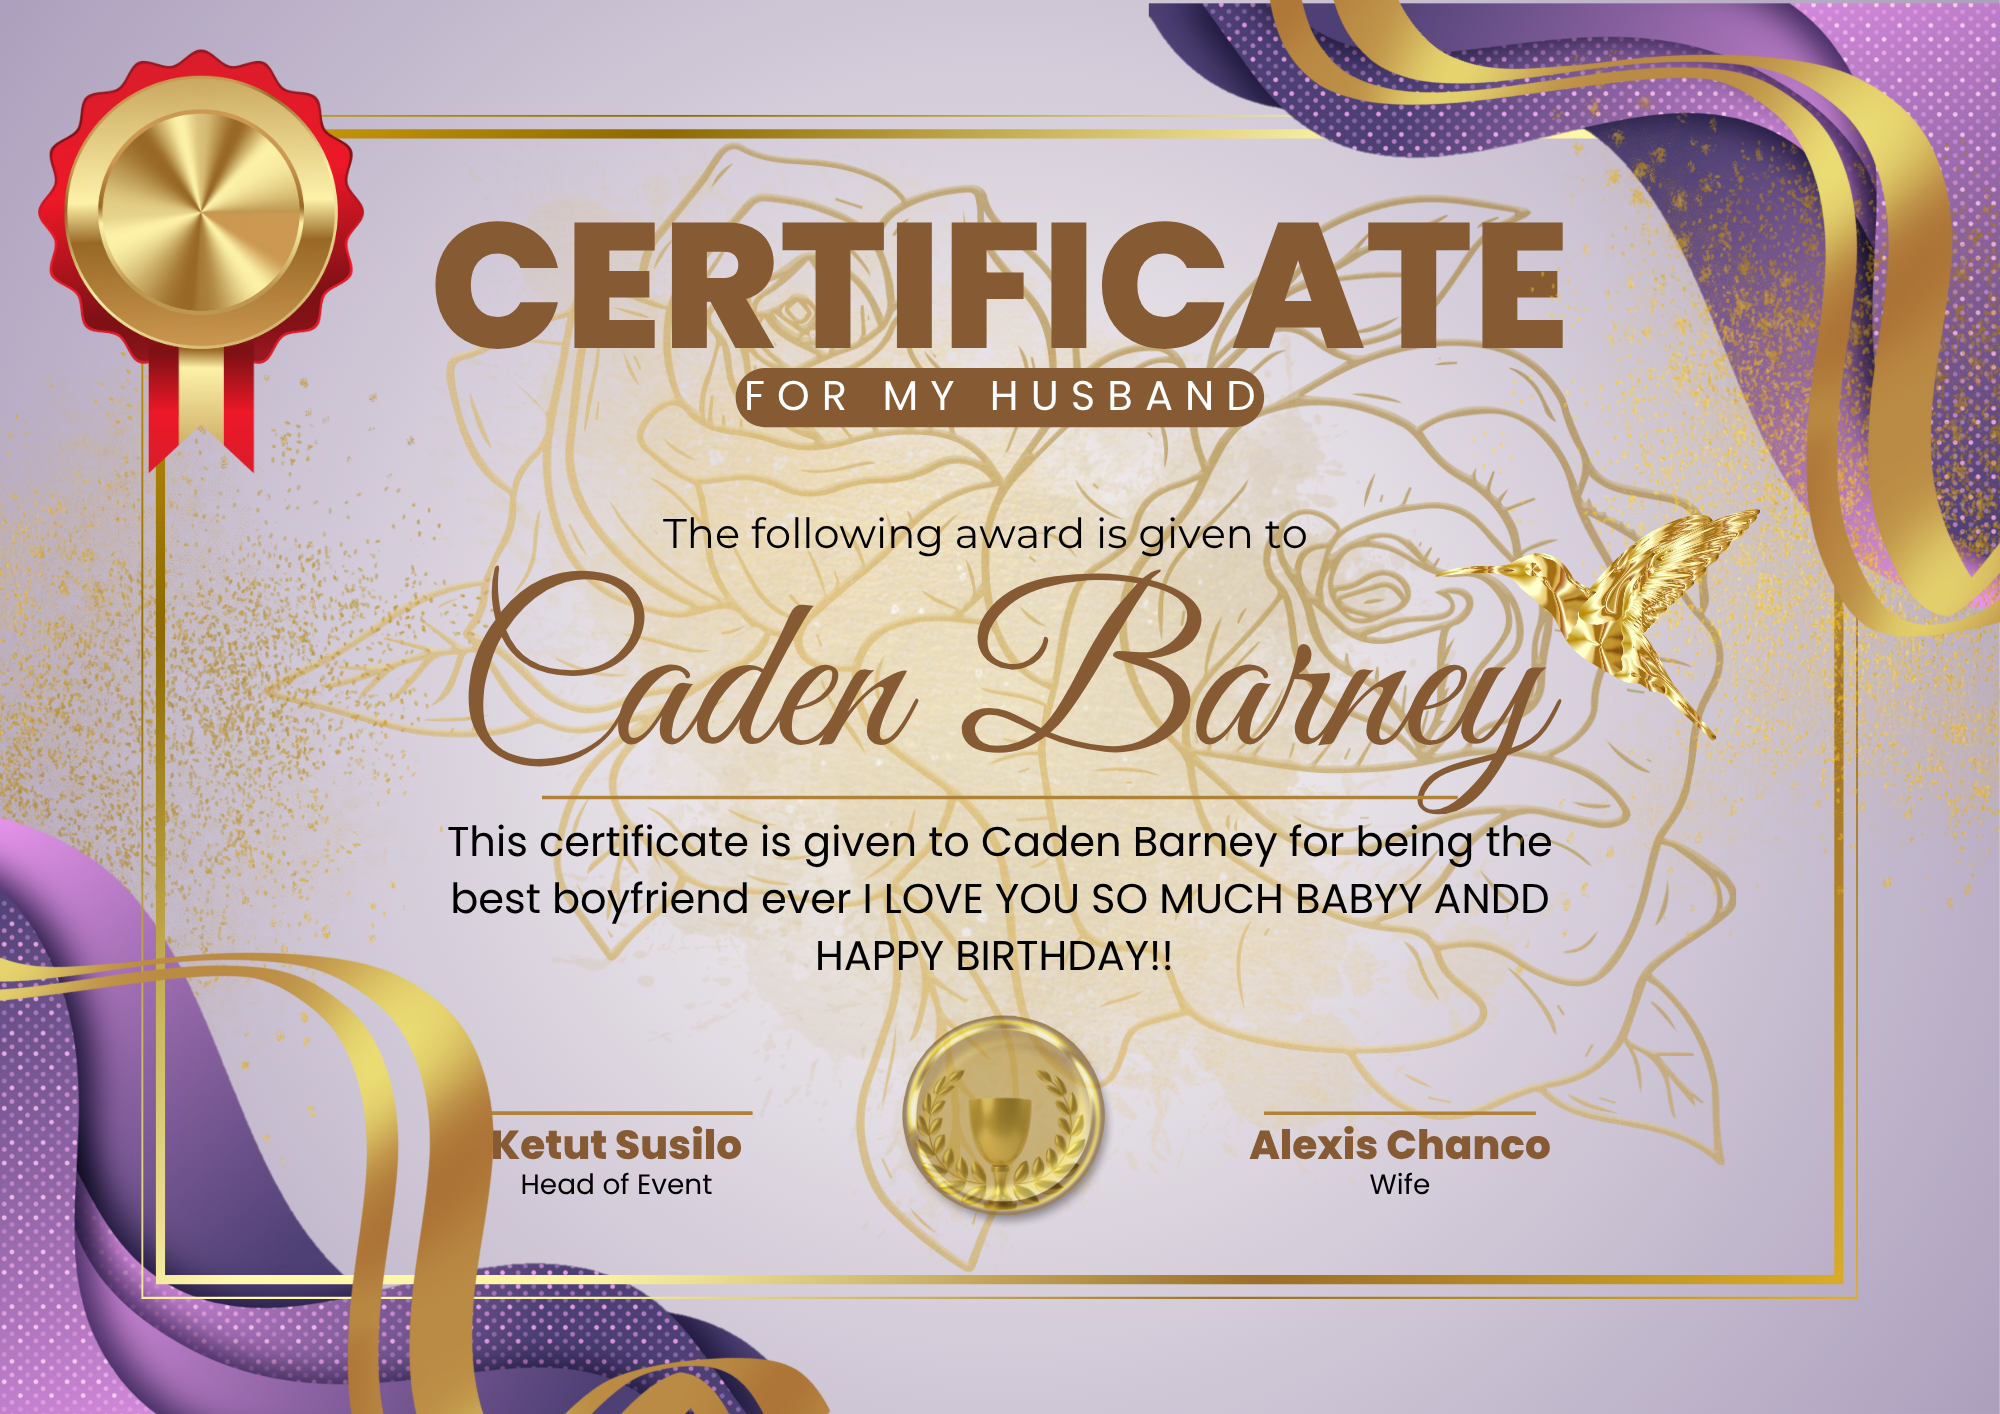 CERTIFICATE
FOR MY HUSBAND
The following award is given to
Caden Barney
This certificate is given to Caden Barney for being the
best boyfriend ever I LOVE YOU SO MUCH BABYY ANDD
HAPPY BIRTHDAY!!
Ketut Susilo
Head of Event
Alexis Chanco
Wife